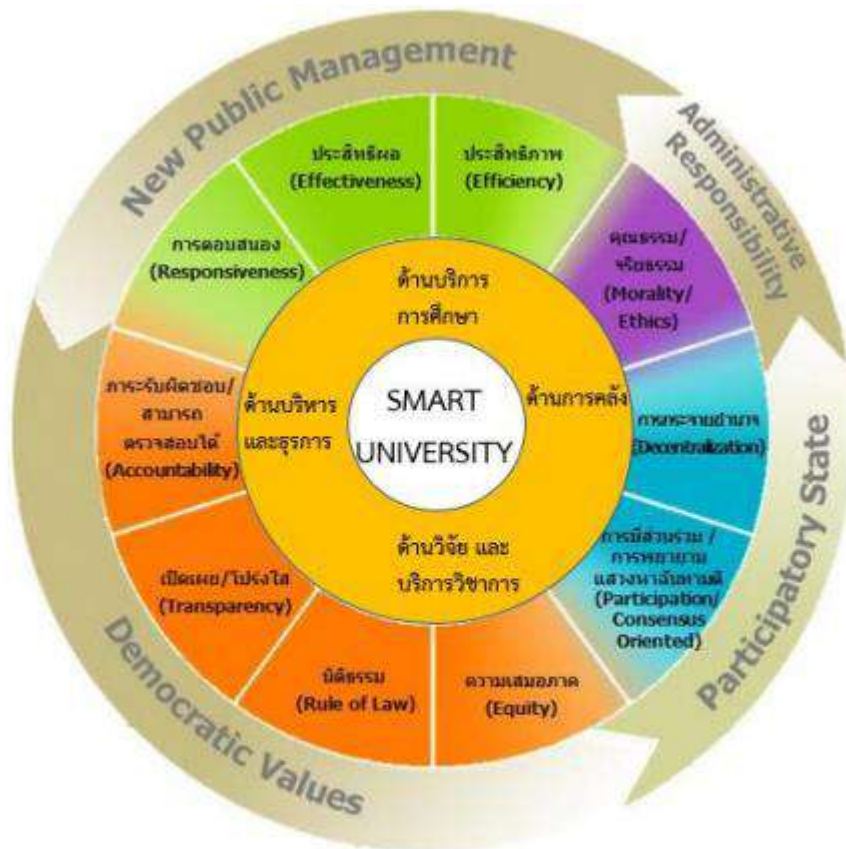 New Public Management
Administrative
Responsibility
Participatory State
Democratic Values
ประสิทธิผล
(Effectiveness)
ประสิทธิภาพ
(Efficiency)
คุณธรรม/
จริยธรรม
(Morality/
Ethics)
การกระจายอำนาจ
(Decentralization)
การมีส่วนร่วม /
การพยายาม
แสวงหาฉันทามติ
(Participation/
Consensus
Oriented)
ความเสมอภาค
(Equity)
นิติธรรม
(Rule of Law)
เปิดเผย/โปร่งใส
(Transparency)
ภาระรับผิดชอบ/
สามารถ
ตรวจสอบได้
(Accountability)
การตอบสนอง
(Responsiveness)
ด้านบริการ
การศึกษา
ด้านการคลัง
ด้านวิจัย และ
บริการวิชาการ
ด้านบริหาร
และธุรการ
SMART
UNIVERSITY